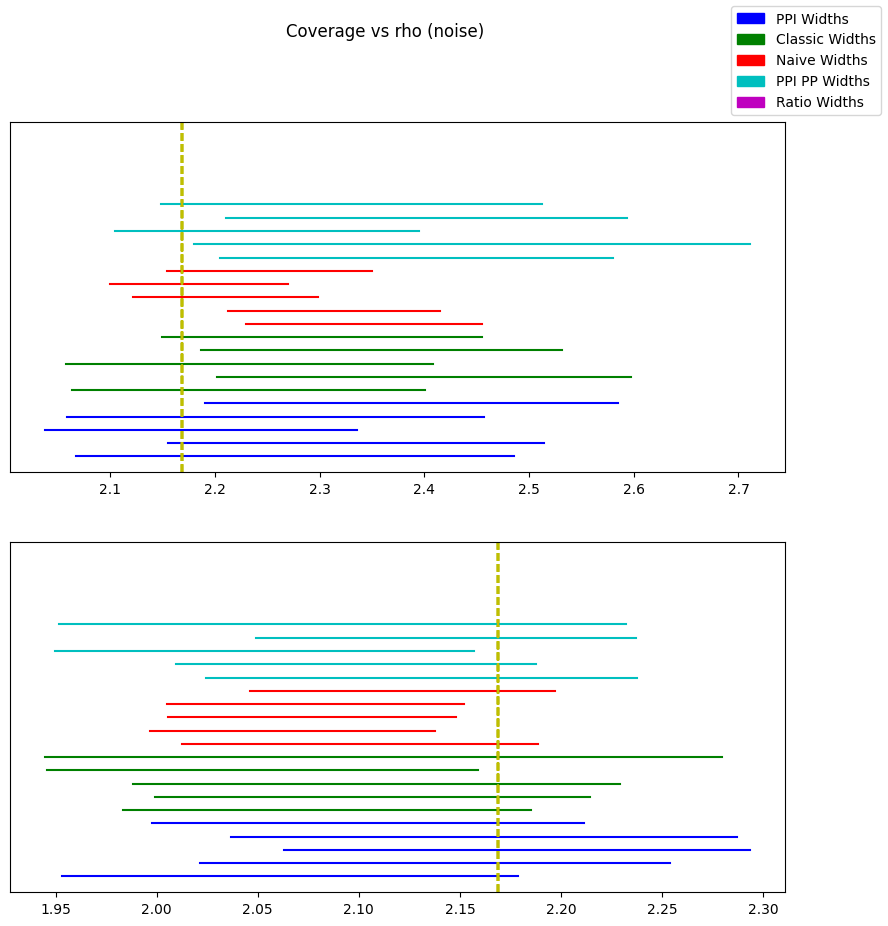 Coverage vs rho (noise)
PPI Widths
Classic Widths
Naive Widths
PPI PP Widths
Ratio Widths
2.1 2.2 2.3 2.4 2.5 2.6 2.7
1.95 2.00 2.05 2.10 2.15 2.20 2.25 2.30